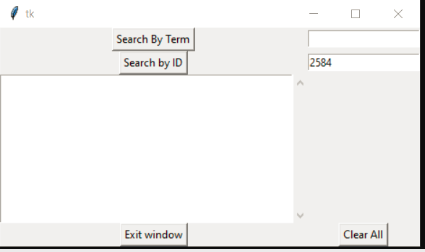 tk
Search By Term
Search by ID
2584
Exit window
Clear All